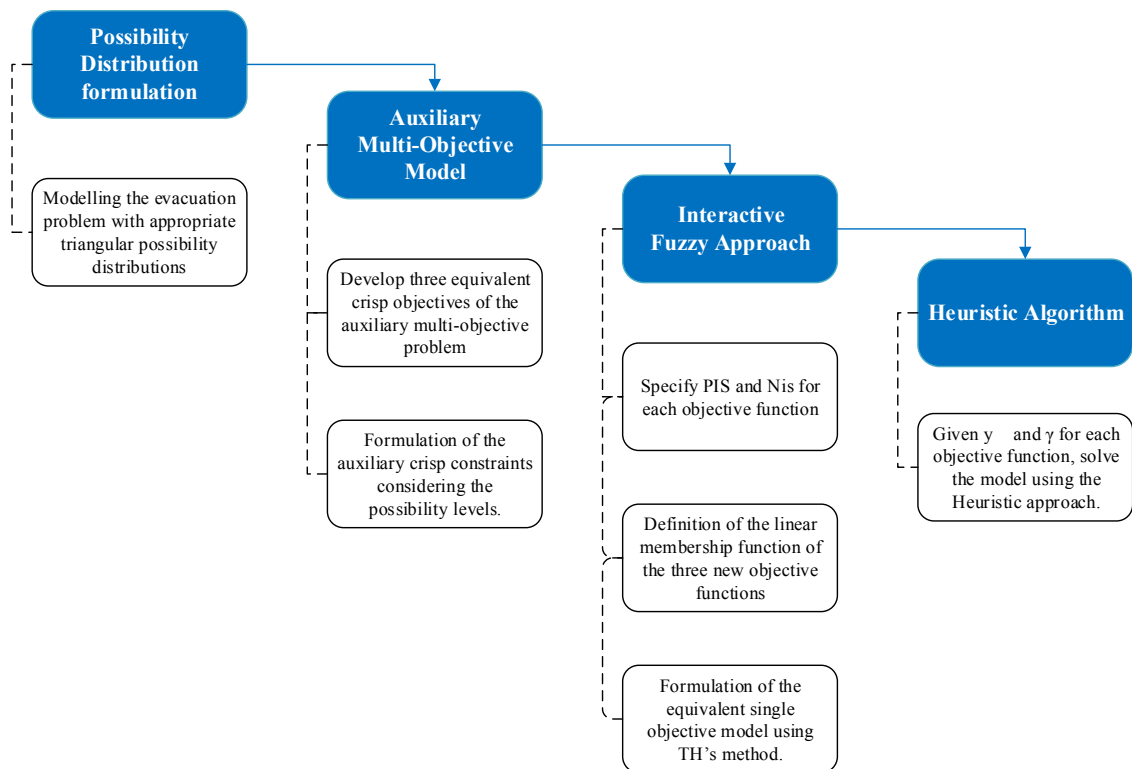 Possibility
Distribution
formulation
Modelling the evacuation
problem with appropriate
triangular possibility
distributions
Auxiliary
Multi-Objective
Model
Develop three equivalent
crisp objectives of the
auxiliary multi-objective
problem
Formulation of the
auxiliary crisp constraints
considering the
possibility levels.
Interactive
Fuzzy Approach
Specify PIS and Nis for
each objective function
Definition of the linear
membership function of
the three new objective
functions
Formulation of the
equivalent single
objective model using
TH's method.
Heuristic Algorithm
Given y and γ for each
objective function, solve
the model using the
Heuristic approach.